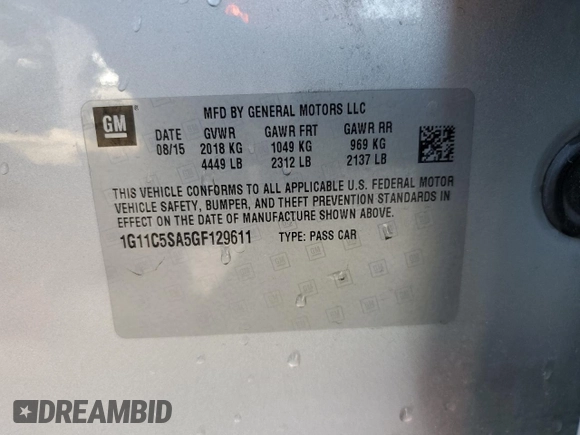 GM
MFD BY GENERAL MOTORS LLC
08/15 GVWR GAWR FRT GAWR RR
2018 KG 1049 KG 969 KG
4449 LB 2312 LB 2137 LB
THIS VEHICLE CONFORMS TO ALL APPLICABLE U.S. FEDERAL MOTOR
VEHICLE SAFETY, BUMPER, AND THEFT PREVENTION STANDARDS IN
EFFECT ON THE DATE OF MANUFACTURE SHOWN ABOVE.
1G11C5SA5GF129611 TYPE: PASS CAR
DREAMBID